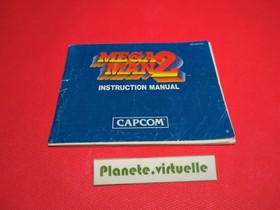 MEGA
MAN 2
INSTRUCTION MANUAL
CAPCOM
Planete.virtuelle